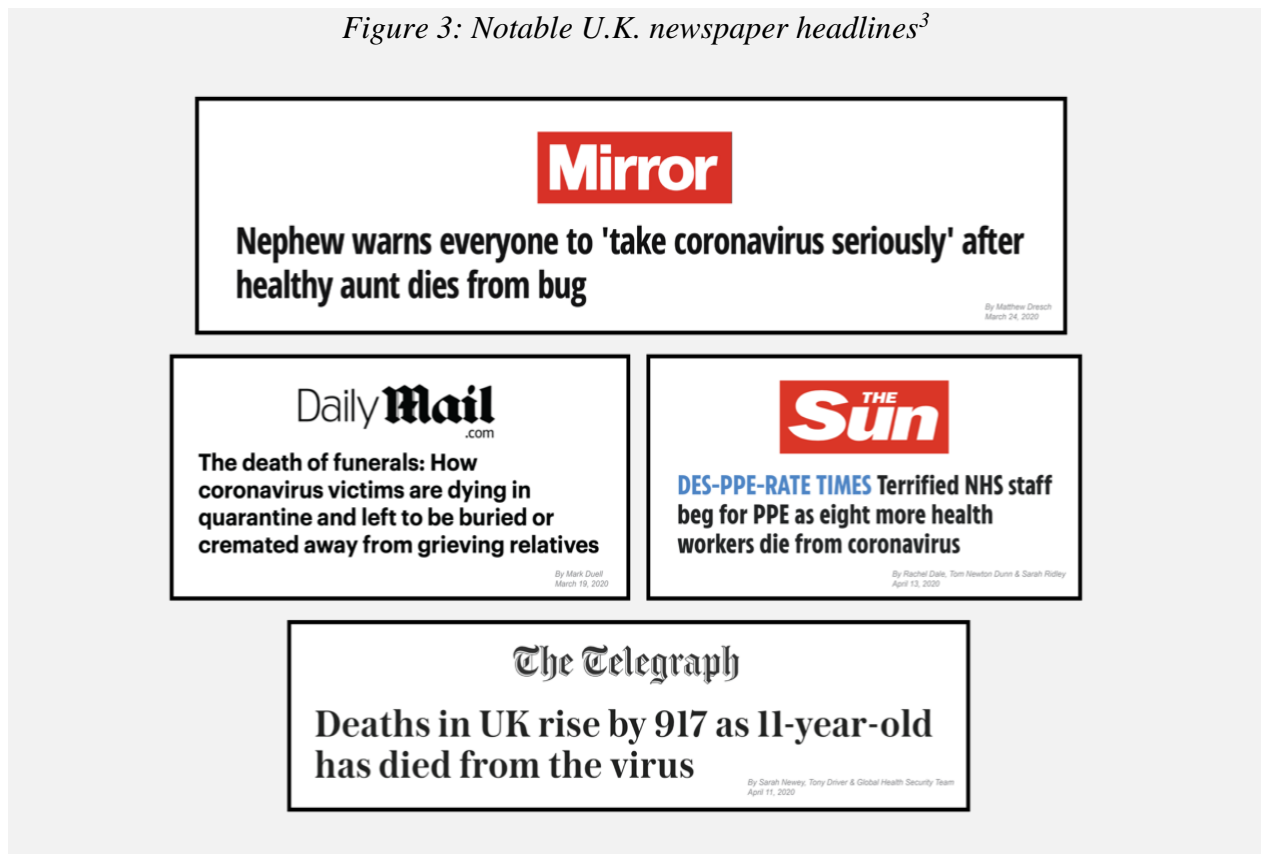 Figure 3: Notable U.K. newspaper headlines3
Mirror
Nephew warns everyone to 'take coronavirus seriously' after
healthy aunt dies from bug
By Matthew Dresch
March 24, 2020
Daily Mail
.com
The death of funerals: How
coronavirus victims are dying in
quarantine and left to be buried or
cremated away from grieving relatives
By Mark Duell
March 19, 2020
THE
Sun
DES-PPE-RATE TIMES Terrified NHS staff
beg for PPE as eight more health
workers die from coronavirus
By Rachel Dale, Tom Newton Dunn & Sarah Ridley
April 13, 2020
The Telegraph
Deaths in UK rise by 917 as 11-year-old
has died from the virus
By Sarah Newey, Tony Driver & Global Health Security Team
April 11, 2020